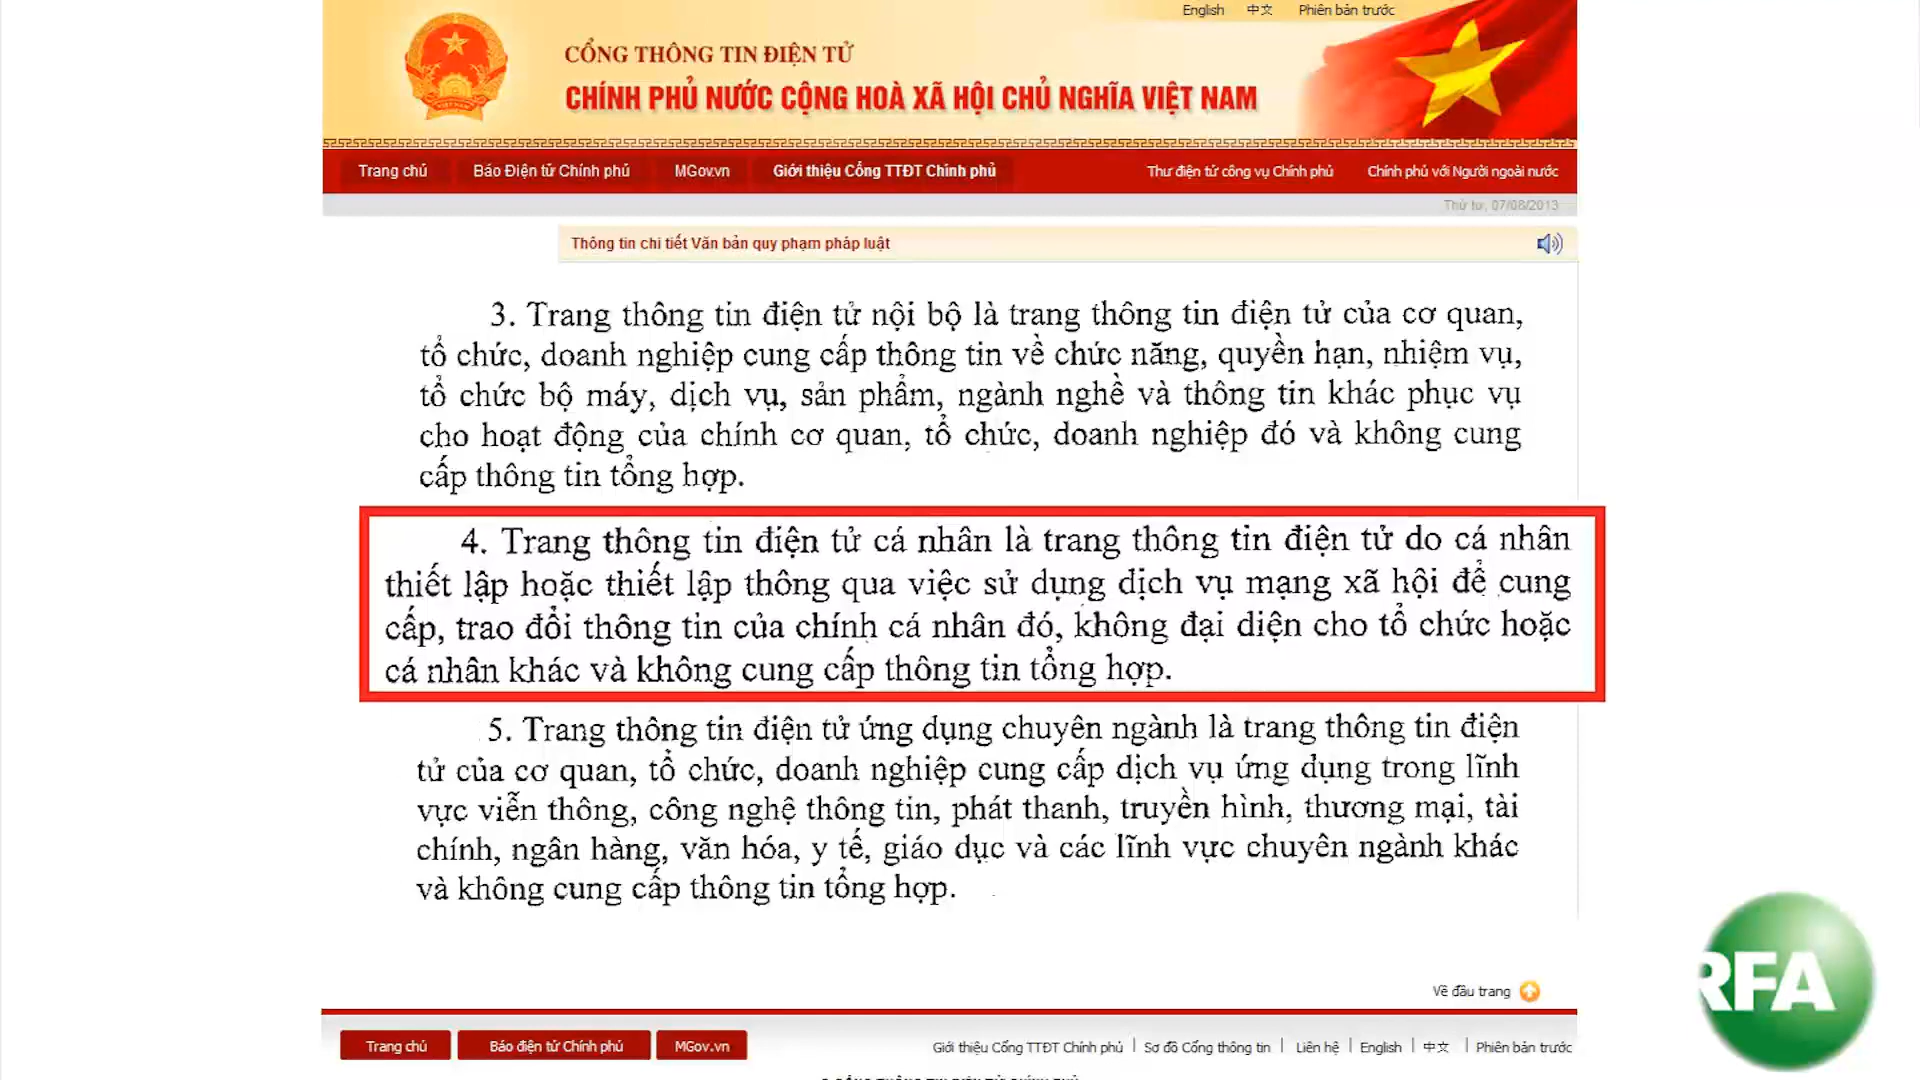 English 中文 Phiên bản trước
CỔNG THÔNG TIN ĐIỆN TỬ
CHÍNH PHỦ NƯỚC CỘNG HOÀ XÃ HỘI CHỦ NGHĨA VIỆT NAM
Trang chủ Báo Điện tử Chính phủ MGov.vn Giới thiệu Cổng TTĐT Chính phủ Thư điện tử công vụ Chính phủ Chính phủ với Người ngoài nước
Thứ tư, 07/08/2013
Thông tin chi tiết Văn bản quy phạm pháp luật
3. Trang thông tin điện tử nội bộ là trang thông tin điện tử của cơ quan,
tổ chức, doanh nghiệp cung cấp thông tin về chức năng, quyền hạn, nhiệm vụ,
tổ chức bộ máy, dịch vụ, sản phẩm, ngành nghề và thông tin khác phục vụ
cho hoạt động của chính cơ quan, tổ chức, doanh nghiệp đó và không cung
cấp thông tin tổng hợp.
4. Trang thông tin điện tử cá nhân là trang thông tin điện tử do cá nhân
thiết lập hoặc thiết lập thông qua việc sử dụng dịch vụ mạng xã hội để cung
cấp, trao đổi thông tin của chính cá nhân đó, không đại diện cho tổ chức hoặc
cá nhân khác và không cung cấp thông tin tổng hợp.
5. Trang thông tin điện tử ứng dụng chuyên ngành là trang thông tin điện
tử của cơ quan, tổ chức, doanh nghiệp cung cấp dịch vụ ứng dụng trong lĩnh
vực viễn thông, công nghệ thông tin, phát thanh, truyền hình, thương mại, tài
chính, ngân hàng, văn hóa, y tế, giáo dục và các lĩnh vực chuyên ngành khác
và không cung cấp thông tin tổng hợp.
RFA
Về đầu trang
Trang chủ Báo điện tử Chính phủ MGov.vn Giới thiệu Cổng TTĐT Chính phủ | Sơ đồ Cổng thông tin | Liên hệ | English | 中文 | Phiên bản trước